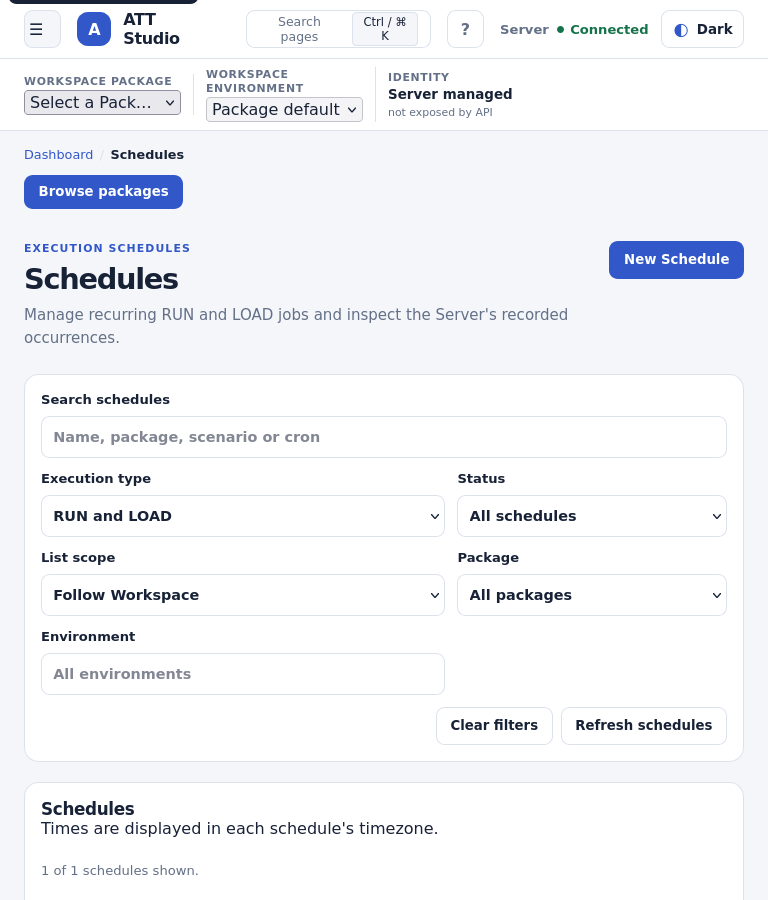 ☰
A
ATT
Studio
Search
pages
Ctrl / ⌘
K
?
Server
Connected
Dark
WORKSPACE PACKAGE
Select a Pack...
WORKSPACE
ENVIRONMENT
Package default
IDENTITY
Server managed
not exposed by API
Dashboard / Schedules
Browse packages
EXECUTION SCHEDULES
Schedules
New Schedule
Manage recurring RUN and LOAD jobs and inspect the Server's recorded
occurrences.
Search schedules
Name, package, scenario or cron
Execution type
Status
RUN and LOAD
All schedules
List scope
Package
Follow Workspace
All packages
Environment
All environments
Clear filters
Refresh schedules
Schedules
Times are displayed in each schedule's timezone.
1 of 1 schedules shown.